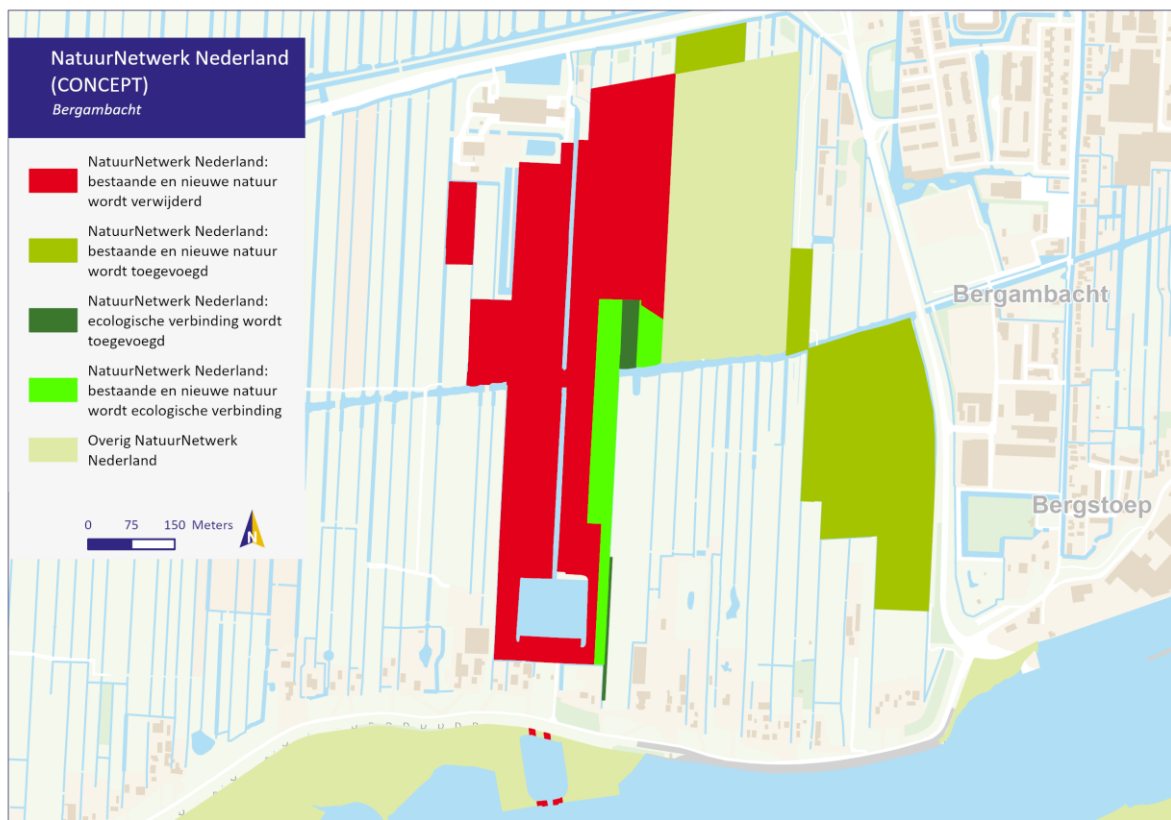 NatuurNetwerk Nederland
(CONCEPT)
Bergambacht
NatuurNetwerk Nederland:
bestaande en nieuwe natuur
wordt verwijderd
NatuurNetwerk Nederland:
bestaande en nieuwe natuur
wordt toegevoegd
NatuurNetwerk Nederland:
ecologische verbinding wordt
toegevoegd
NatuurNetwerk Nederland:
bestaande en nieuwe natuur
wordt ecologische verbinding
Overig NatuurNetwerk
Nederland
0 75 150 Meters
N
Bergambacht
Bergstoep